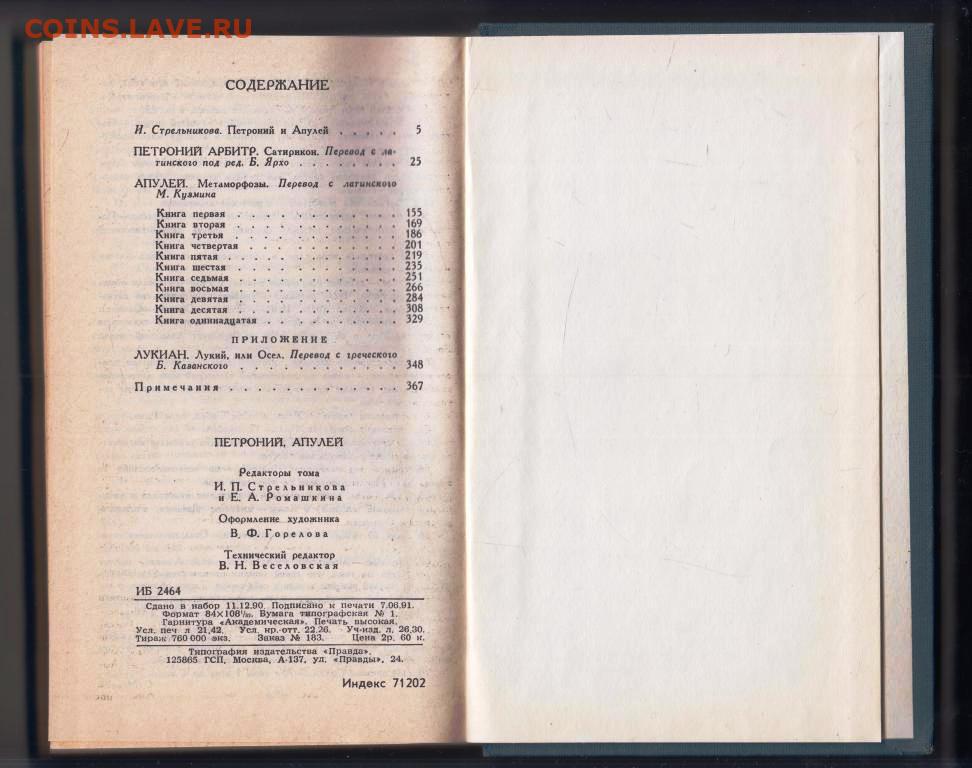 COINS.LAVE.RU
СОДЕРЖАНИЕ
И. Стрельникова. Петроний и Апулей . . . . . 5
ПЕТРОНИЙ АРБИТР. Сатирикон. Перевод с ла-
тинского под ред. Б. Ярхо . . . . . . . . 25
АПУЛЕЙ. Метаморфозы. Перевод с латинского
М. Кузмина
Книга первая . . . . . . . . . . . 155
Книга вторая . . . . . . . . . . . 169
Книга третья . . . . . . . . . . . 186
Книга четвертая . . . . . . . . . . 201
Книга пятая . . . . . . . . . . . . 219
Книга шестая . . . . . . . . . . . 235
Книга седьмая . . . . . . . . . . . 251
Книга восьмая . . . . . . . . . . . 266
Книга девятая . . . . . . . . . . . 284
Книга десятая . . . . . . . . . . . 308
Книга одиннадцатая . . . . . . . . . 329
ПРИЛОЖЕНИЕ
ЛУКИАН. Лукий, или Осел. Перевод с греческого
Б. Казанского . . . . . . . . . . . 348
Примечания . . . . . . . . . . . . 367
ПЕТРОНИЙ, АПУЛЕЙ
Редакторы тома
И. П. Стрельникова
и Е. А. Ромашкина
Оформление художника
В. Ф. Горелова
Технический редактор
В. Н. Веселовская
ИБ 2464
Сдано в набор 11.12.90. Подписано к печати 7.06.91.
Формат 84×108¹/₃₂. Бумага типографская № 1.
Гарнитура «Академическая». Печать высокая.
Усл. печ л 21,42. Усл. кр.-отт. 22,26. Уч-изд. л. 26,30.
Тираж 760 000 экз. Заказ № 183. Цена 2р. 60 к.
Типография издательства «Правда»,
125865 ГСП, Москва, А-137, ул. «Правды», 24.
Индекс 71202